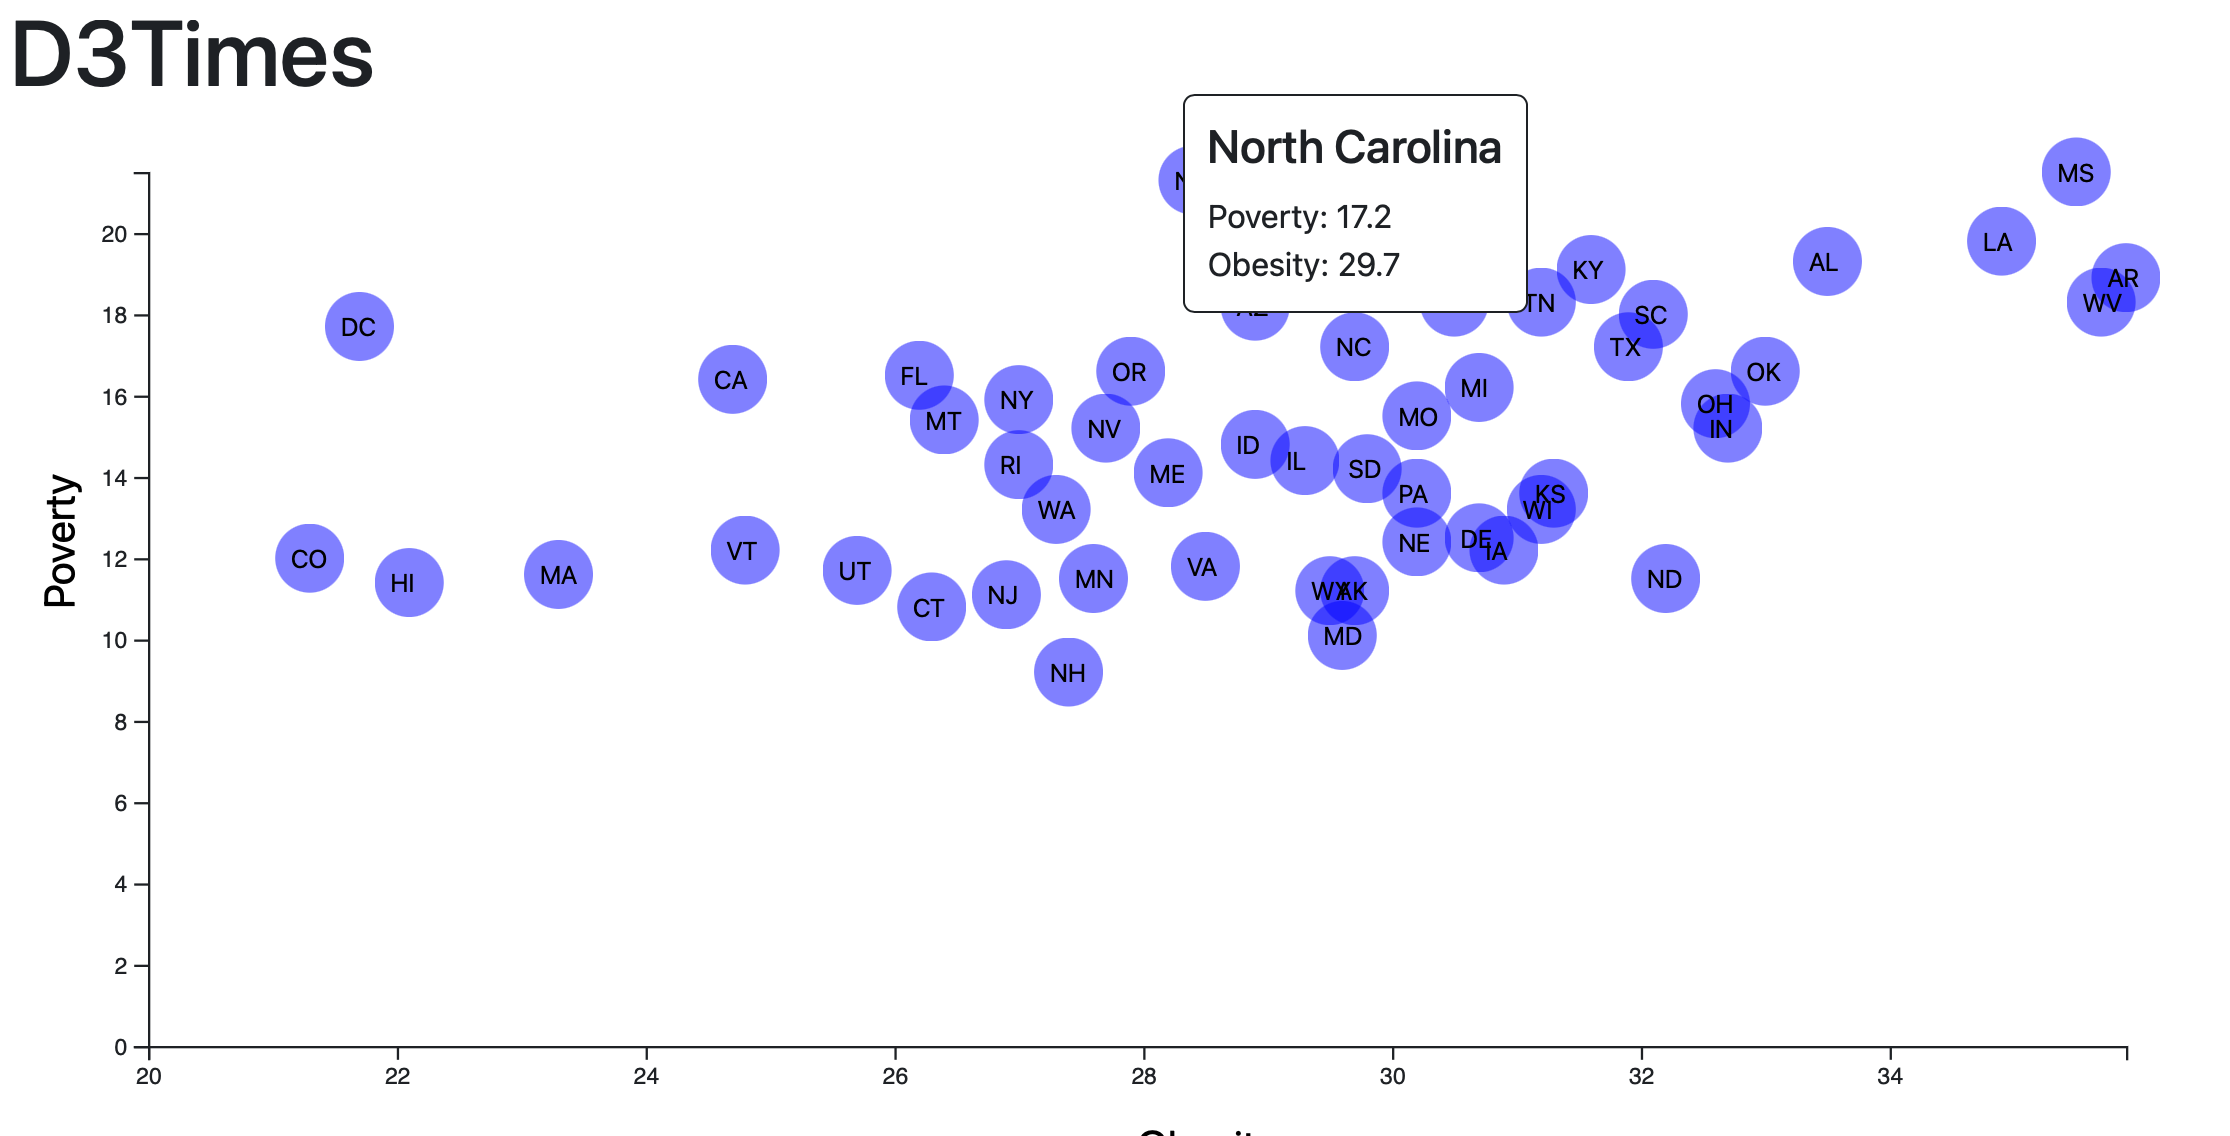 D3Times
North Carolina
Poverty: 17.2
Obesity: 29.7
MS
20
LA
AL
KY
AR
TN
WV
18
SC
DC
NC
TX
OR
OK
FL
CA
MI
16
NY
OH
MO
MT
NV
IN
ID
IL
RI
SD
14
ME
PA
KS
WA
WI
NE
DE
IA
VT
12
CO
VA
UT
MA
MN
ND
HI
AK
NJ
CT
10
MD
NH
Poverty
8
6
4
2
0
20
22
24
26
28
30
32
34